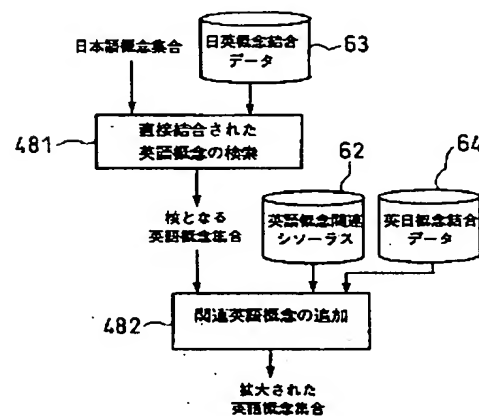 日本語概念集合
日英概念結合
データ
63
481
直接結合された
英語概念の検索
核となる
英語概念集合
62
英語概念関連
シソーラス
64
英日概念結合
データ
482
関連英語概念の追加
拡大された
英語概念集合